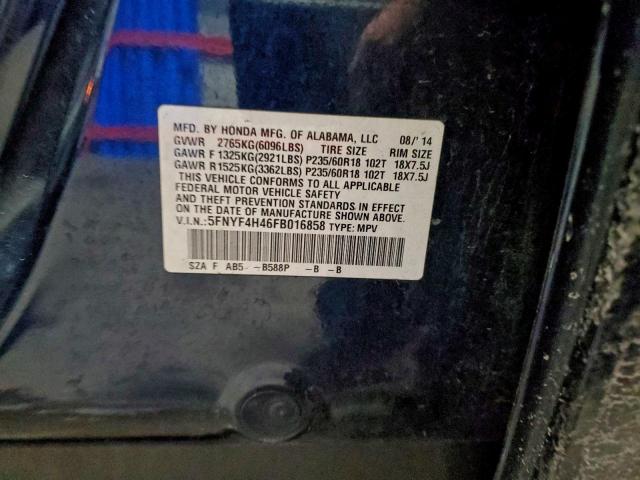 MFD. BY HONDA MFG. OF ALABAMA, LLC 08/'14
GVWR 2765KG(6096LBS) TIRE SIZE RIM SIZE
GAWR F 1325KG(2921LBS) P235/60R18 102T 18X7.5J
GAWR R 1525KG(3362LBS) P235/60R18 102T 18X7.5J
THIS VEHICLE CONFORMS TO ALL APPLICABLE
FEDERAL MOTOR VEHICLE SAFETY
AND THEFT PREVENTION STANDARDS IN EFFECT
ON THE DATE OF MANUFACTURE SHOWN ABOVE.
V.I.N.:5FNYF4H46FB016858 TYPE: MPV
SZA F AB5 -B588P -B -B